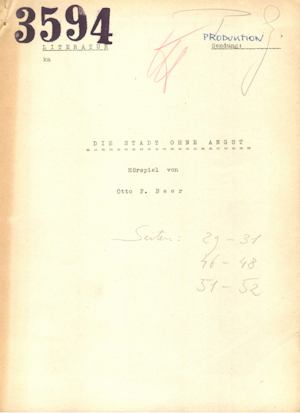 3594
LITERATUR
ka
PRODUKTION
Sendung:
DIE STADT OHNE ANGST
Hörspiel von
Otto F. Beer
Seiten: 29 - 31
46 - 48
51 - 52